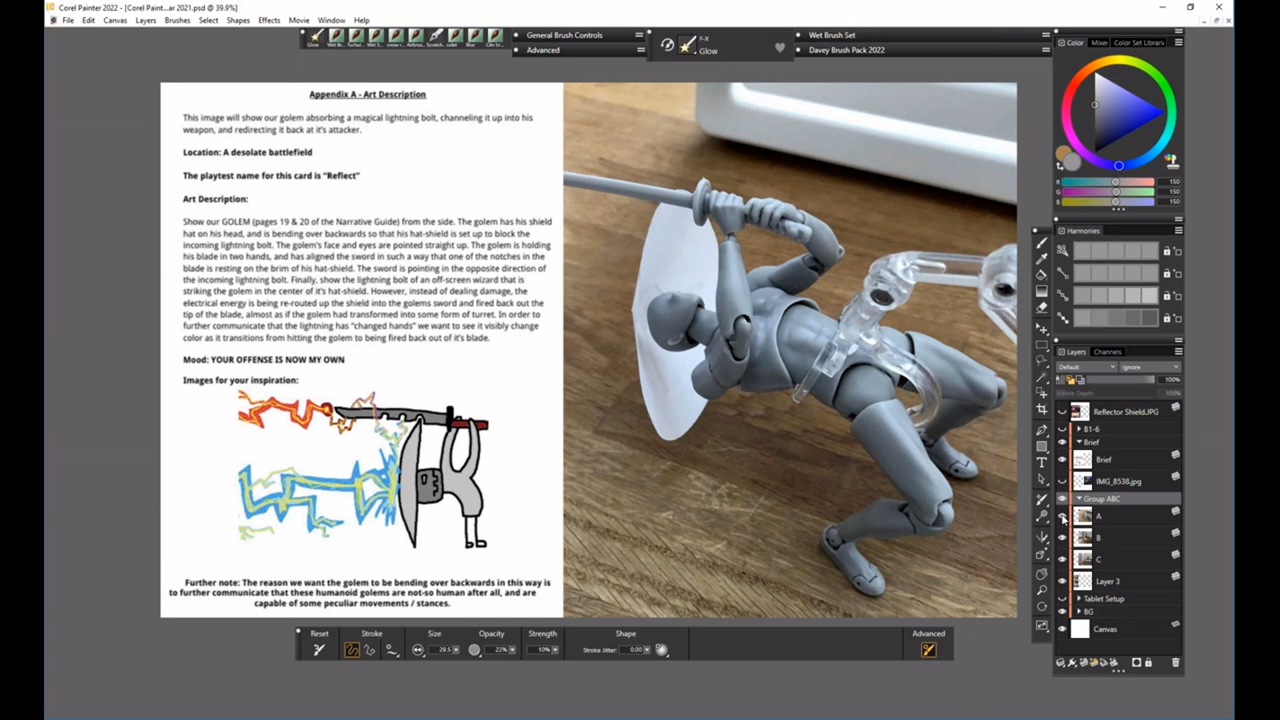 Corel Painter 2022 - [Corel Paint...ar 2021.psd @ 39.9%]
File Edit Canvas Layers Brushes Select Shapes Effects Movie Window Help
Glow
General Brush Controls
Advanced
F-X
Glow
Wet Brush Set
Davey Brush Pack 2022
Color Mixer Color Set Librari
R 150
G 150
B 150
Harmonies
Layers Channels
Default Ignore
100%
100%
Reflector Shield.JPG
B1-6
Brief
Brief
IMG_8538.jpg
Group ABC
A
B
C
Layer 3
Tablet Setup
BG
Canvas
Appendix A - Art Description
This image will show our golem absorbing a magical lightning bolt, channeling it up into his
weapon, and redirecting it back at it's attacker.
Location: A desolate battlefield
The playtest name for this card is "Reflect"
Art Description:
Show our GOLEM (pages 19 & 20 of the Narrative Guide) from the side. The golem has his shield
hat on his head, and is bending over backwards so that his hat-shield is set up to block the
incoming lightning bolt. The golem's face and eyes are pointed straight up. The golem is holding
his blade in two hands, and has aligned the sword in such a way that one of the notches in the
blade is resting on the brim of his hat-shield. The sword is pointing in the opposite direction of
the incoming lightning bolt. Finally, show the lightning bolt of an off-screen wizard that is
striking the golem in the center of it's hat-shield. However, instead of dealing damage, the
electrical energy is being re-routed up the shield into the golems sword and fired back out the
tip of the blade, almost as if the golem had transformed into some form of turret. In order to
further communicate that the lightning has "changed hands" we want to see it visibly change
color as it transitions from hitting the golem to being fired back out of it's blade.
Mood: YOUR OFFENSE IS NOW MY OWN
Images for your inspiration:
Further note: The reason we want the golem to be bending over backwards in this way is
to further communicate that these humanoid golems are not-so human after all, and are
capable of some peculiar movements / stances.
Reset Stroke Size Opacity Strength Shape Advanced
29.5 22% 10% Stroke Jitter: 0.00